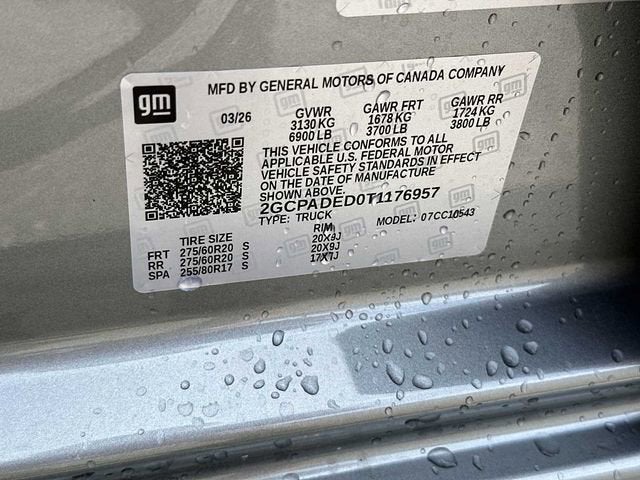 gm
MFD BY GENERAL MOTORS OF CANADA COMPANY
03/26 GVWR GAWR FRT GAWR RR
3130 KG 1678 KG 1724 KG
6900 LB 3700 LB 3800 LB
THIS VEHICLE CONFORMS TO ALL
APPLICABLE U.S. FEDERAL MOTOR
VEHICLE SAFETY STANDARDS IN EFFECT
ON THE DATE OF MANUFACTURE
SHOWN ABOVE.
2GCPADED0T1176957
TYPE: TRUCK MODEL: 07CC10543
TIRE SIZE RIM
FRT 275/60R20 S 20X9J
RR 275/60R20 S 20X9J
SPA 255/80R17 S 17X7J